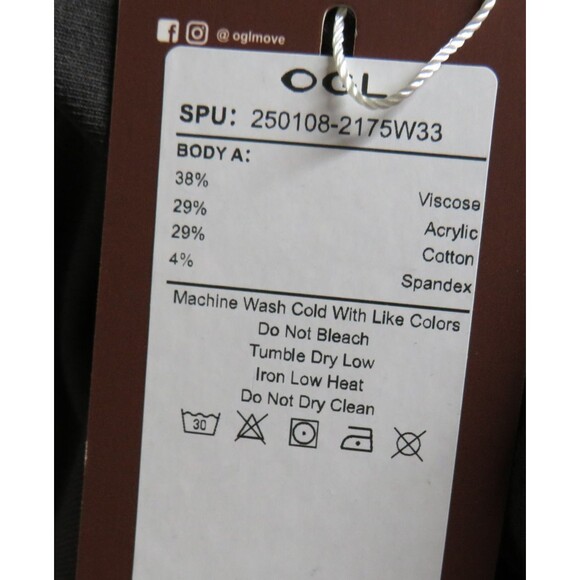 @ oglmove
OGL
SPU: 250108-2175W33
BODY A:
38% Viscose
29% Acrylic
29% Cotton
4% Spandex
Machine Wash Cold With Like Colors
Do Not Bleach
Tumble Dry Low
Iron Low Heat
Do Not Dry Clean
30